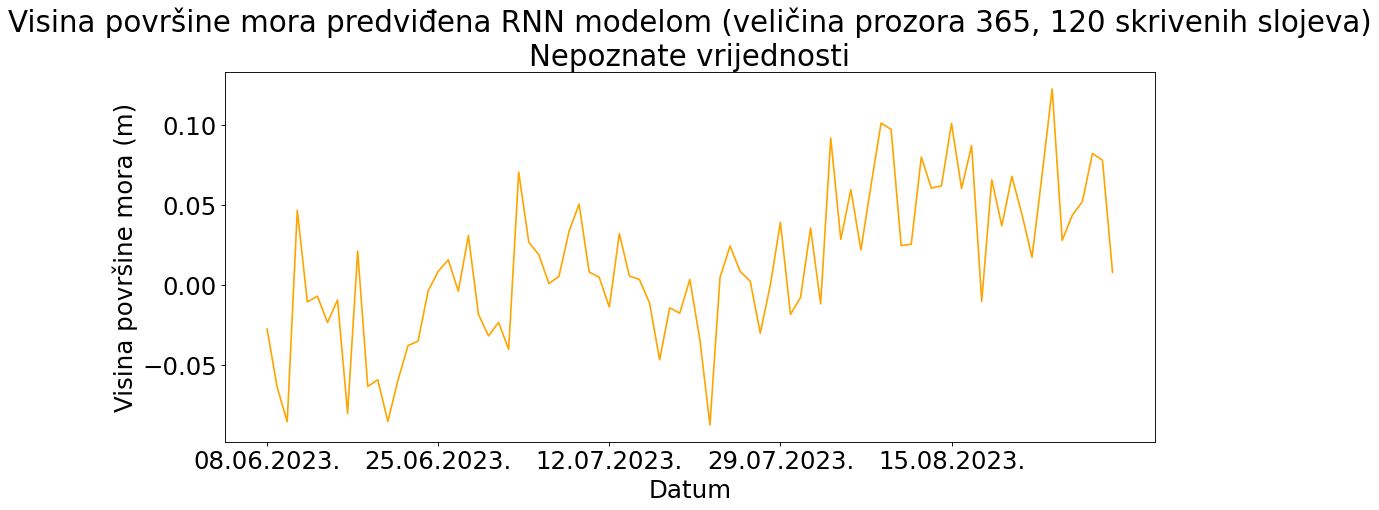 Visina površine mora predviđena RNN modelom (veličina prozora 365, 120 skrivenih slojeva)
Nepoznate vrijednosti
Visina površine mora (m)
0.10
0.05
0.00
−0.05
08.06.2023. 25.06.2023. 12.07.2023. 29.07.2023. 15.08.2023.
Datum